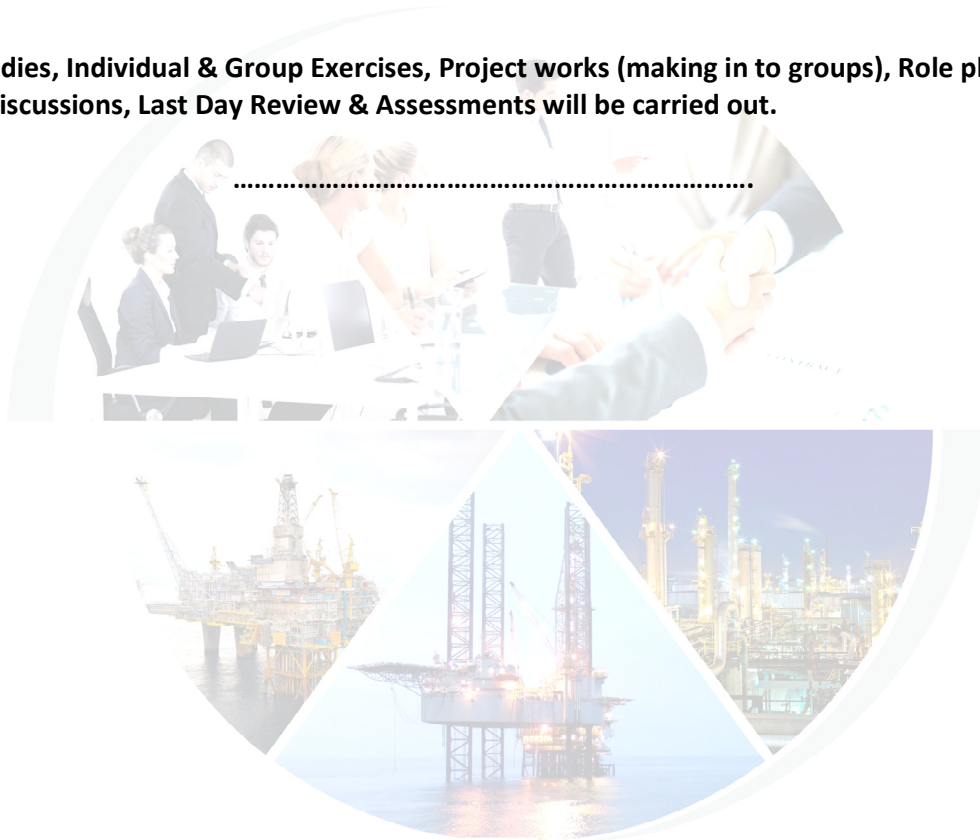 dies, Individual & Group Exercises, Project works (making in to groups), Role pl
iscussions, Last Day Review & Assessments will be carried out.
……………………………………………………………….